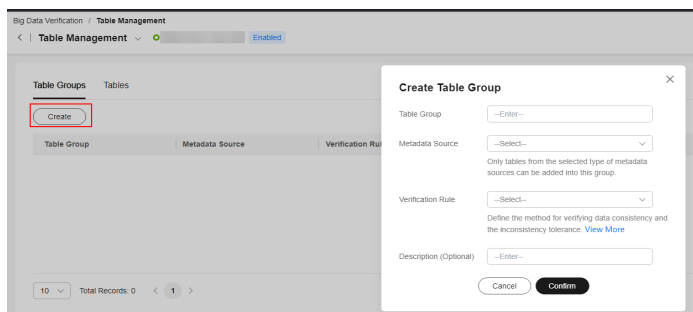 Big Data Verification / Table Management
Table Management Enabled
Table Groups Tables
Create
Table Group Metadata Source Verification Rul
10 Total Records: 0 < 1 >
Create Table Group
Table Group --Enter--
Metadata Source --Select--
Only tables from the selected type of metadata
sources can be added into this group.
Verification Rule --Select--
Define the method for verifying data consistency and
the inconsistency tolerance. View More
Description (Optional) --Enter--
Cancel Confirm